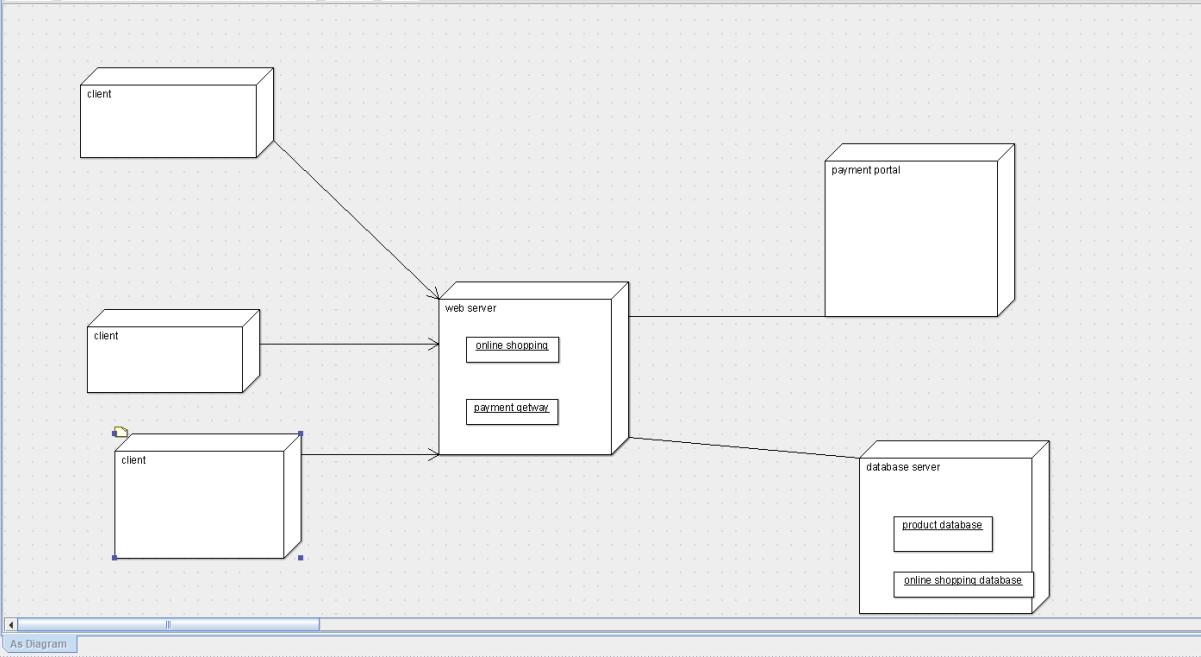 client
payment portal
web server
online shopping
client
payment getway
client
database server
product database
online shopping database
As Diagram